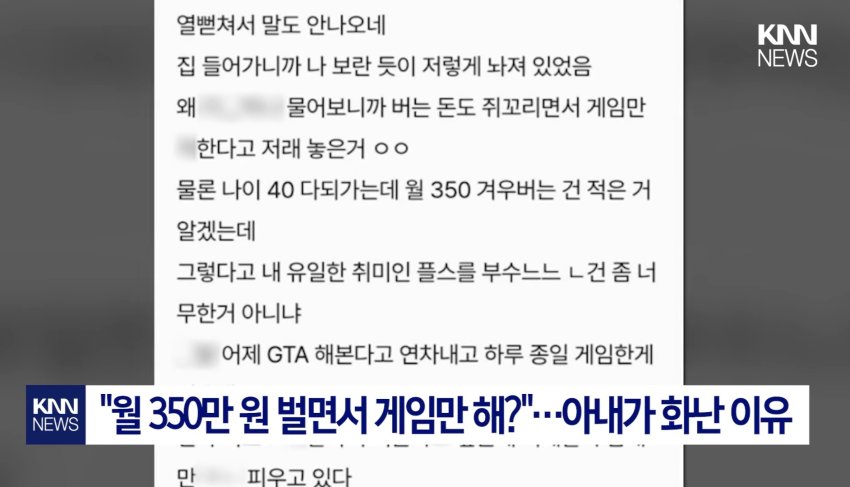 열뻗쳐서 말도 안나오네
KNN
NEWS
집 들어가니까 나 보란 듯이 저렇게 놔져 있었음
왜 물어보니까 버는 돈도 쥐꼬리면서 게임만
한다고 저래 놓은거 ㅇㅇ
물론 나이 40 다되가는데 월 350 겨우버는 건 적은 거
알겠는데
그렇다고 내 유일한 취미인 플스를 부수느느 ㄴ건 좀 너
무한거 아니냐
어제 GTA 해본다고 연차내고 하루 종일 게임한게
KNN
NEWS
"월 350만 원 벌면서 게임만 해?"…아내가 화난 이유
만 피우고 있다